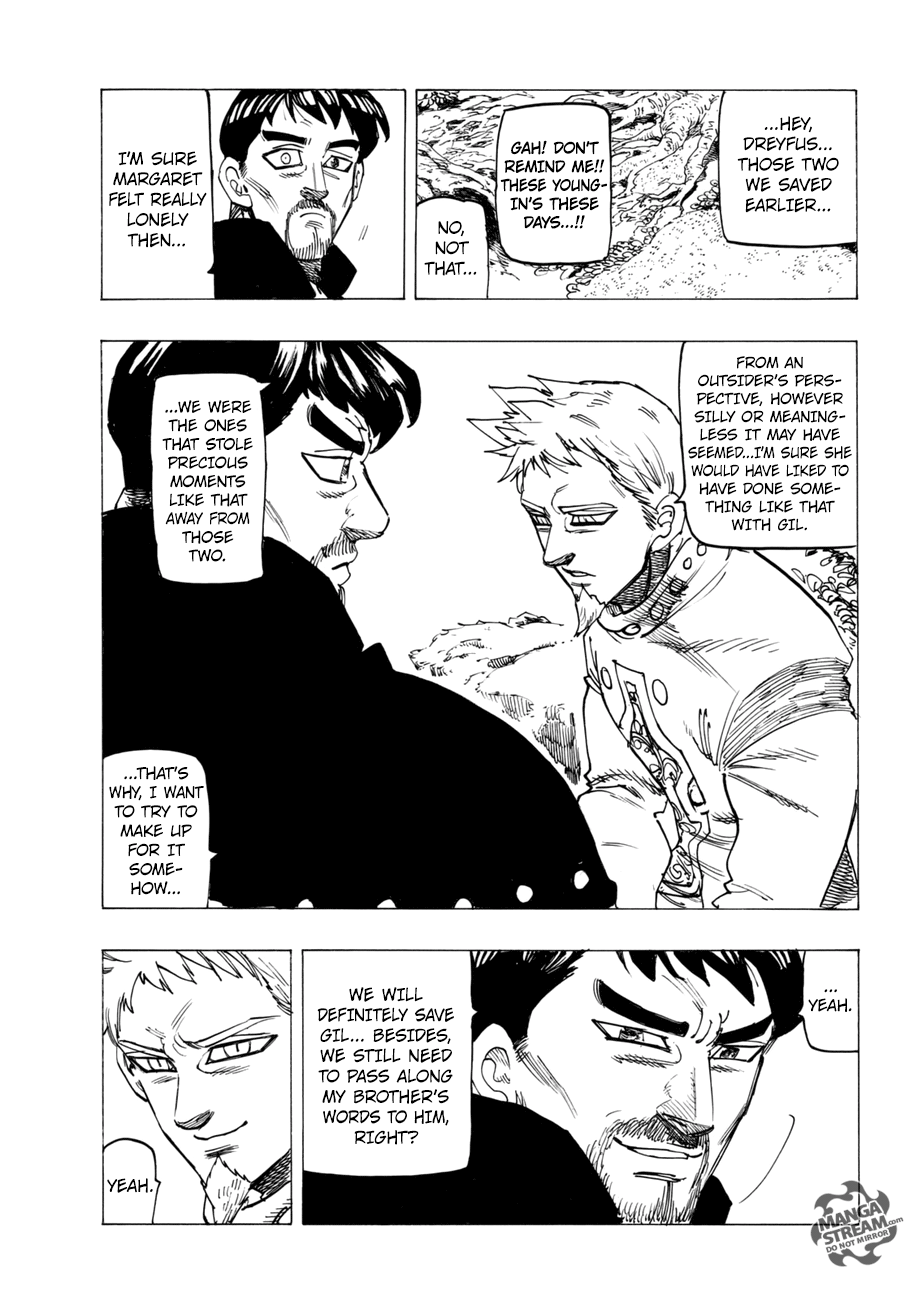 ...HEY,
DREYFUS...
THOSE TWO
WE SAVED
EARLIER...
GAH! DON'T
REMIND ME!!
THESE YOUNG-
IN'S THESE
DAYS...!!
NO,
NOT
THAT...
I'M SURE
MARGARET
FELT REALLY
LONELY
THEN...
FROM AN
OUTSIDER'S PERS-
PECTIVE, HOWEVER
SILLY OR MEANING-
LESS IT MAY HAVE
SEEMED...I'M SURE SHE
WOULD HAVE LIKED TO
HAVE DONE SOME-
THING LIKE THAT
WITH GIL.
...WE WERE
THE ONES
THAT STOLE
PRECIOUS
MOMENTS
LIKE THAT
AWAY FROM
THOSE
TWO.
...THAT'S
WHY, I WANT
TO TRY TO
MAKE UP
FOR IT
SOME-
HOW...
...
YEAH.
WE WILL
DEFINITELY SAVE
GIL... BESIDES,
WE STILL NEED
TO PASS ALONG
MY BROTHER'S
WORDS TO HIM,
RIGHT?
YEAH.
MANGA
STREAM.com
DO NOT MIRROR